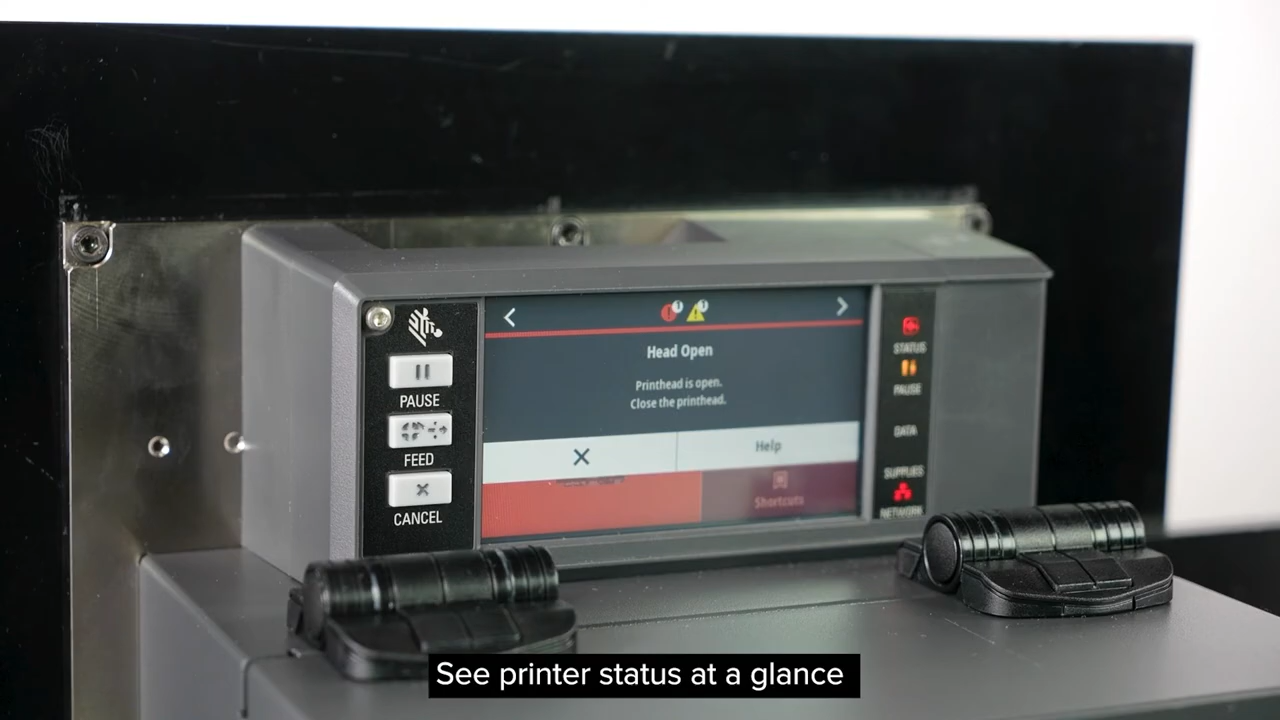 PAUSE
FEED
CANCEL
Head Open
Printhead is open.
Close the printhead.
Help
Shortcuts
STATUS
PAUSE
DATA
SUPPLIES
NETWORK
See printer status at a glance